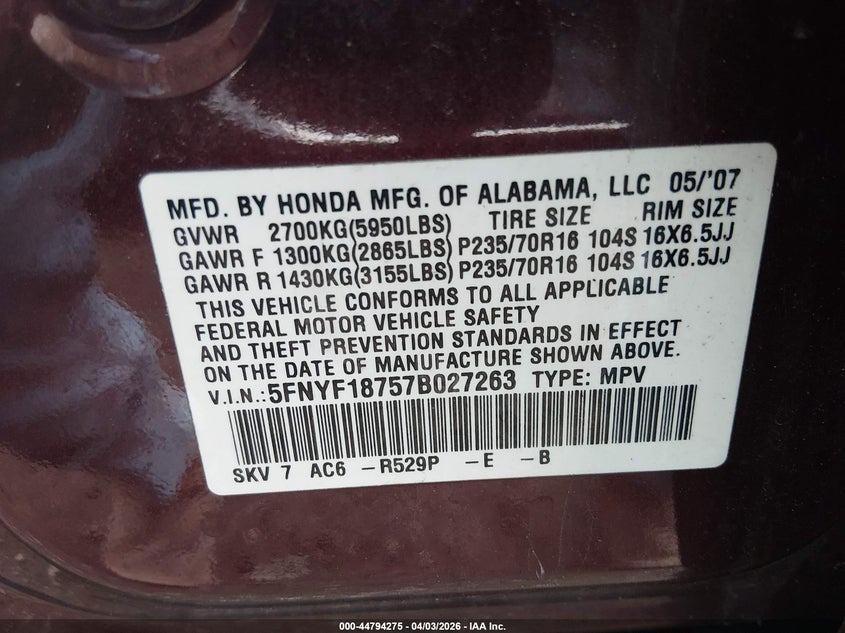 MFD. BY HONDA MFG. OF ALABAMA, LLC 05/'07
GVWR 2700KG(5950LBS) TIRE SIZE RIM SIZE
GAWR F 1300KG(2865LBS) P235/70R16 104S 16X6.5JJ
GAWR R 1430KG(3155LBS) P235/70R16 104S 16X6.5JJ
THIS VEHICLE CONFORMS TO ALL APPLICABLE
FEDERAL MOTOR VEHICLE SAFETY
AND THEFT PREVENTION STANDARDS IN EFFECT
ON THE DATE OF MANUFACTURE SHOWN ABOVE.
V.I.N.:5FNYF18757B027263 TYPE: MPV
SKV 7 AC6 -R529P -E -B
000-44794275 - 04/03/2026 - IAA Inc.